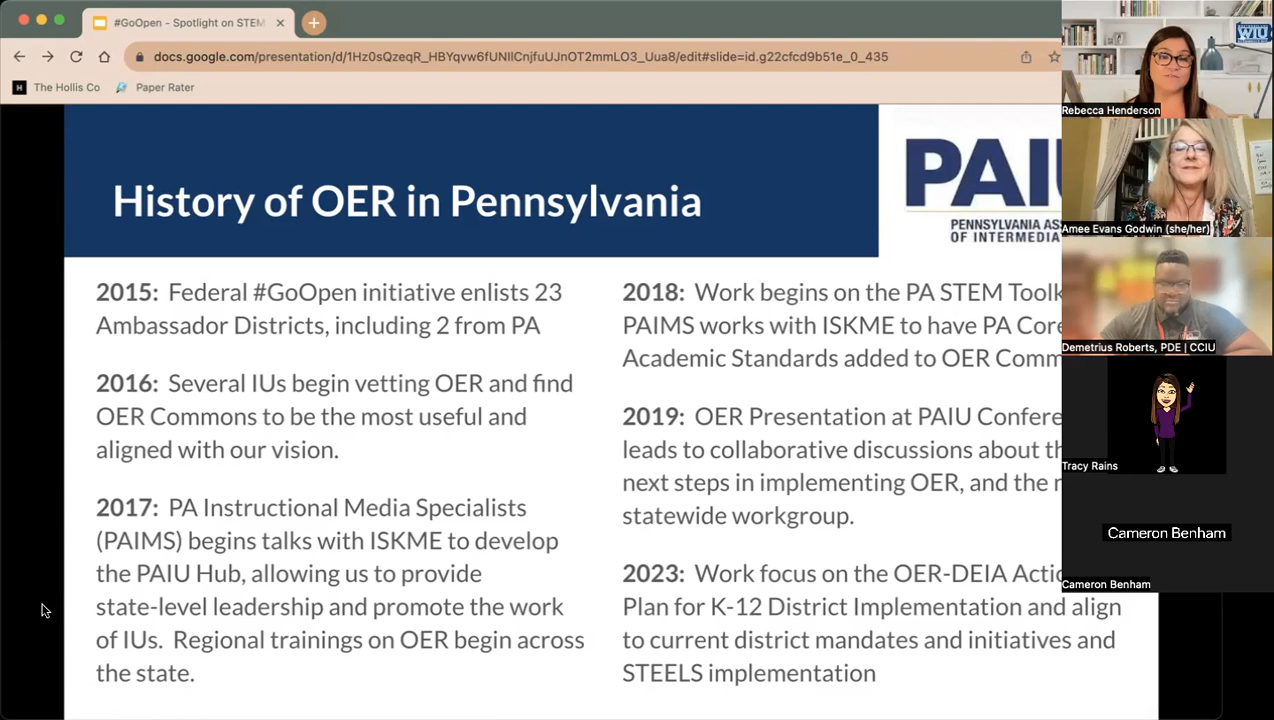 #GoOpen - Spotlight on STEM
docs.google.com/presentation/d/1Hz0sQzeqR_HBYqvw6fUNllCnjfuUJnOT2mmLO3_Uua8/edit#slide=id.g22cfcd9b51e_0_435
H The Hollis Co
Paper Rater
History of OER in Pennsylvania
PAIU
PENNSYLVANIA ASS
OF INTERMEDIA
2015: Federal #GoOpen initiative enlists 23
Ambassador Districts, including 2 from PA
2016: Several IUs begin vetting OER and find
OER Commons to be the most useful and
aligned with our vision.
2017: PA Instructional Media Specialists
(PAIMS) begins talks with ISKME to develop
the PAIU Hub, allowing us to provide
state-level leadership and promote the work
of IUs. Regional trainings on OER begin across
the state.
2018: Work begins on the PA STEM Toolk
PAIMS works with ISKME to have PA Core
Academic Standards added to OER Comm
2019: OER Presentation at PAIU Confere
leads to collaborative discussions about th
next steps in implementing OER, and the
statewide workgroup.
2023: Work focus on the OER-DEIA Actio
Plan for K-12 District Implementation and align
to current district mandates and initiatives and
STEELS implementation
WIU
Rebecca Henderson
Amee Evans Godwin (she/her)
Demetrius Roberts, PDE | CCIU
Tracy Rains
Cameron Benham
Cameron Benham